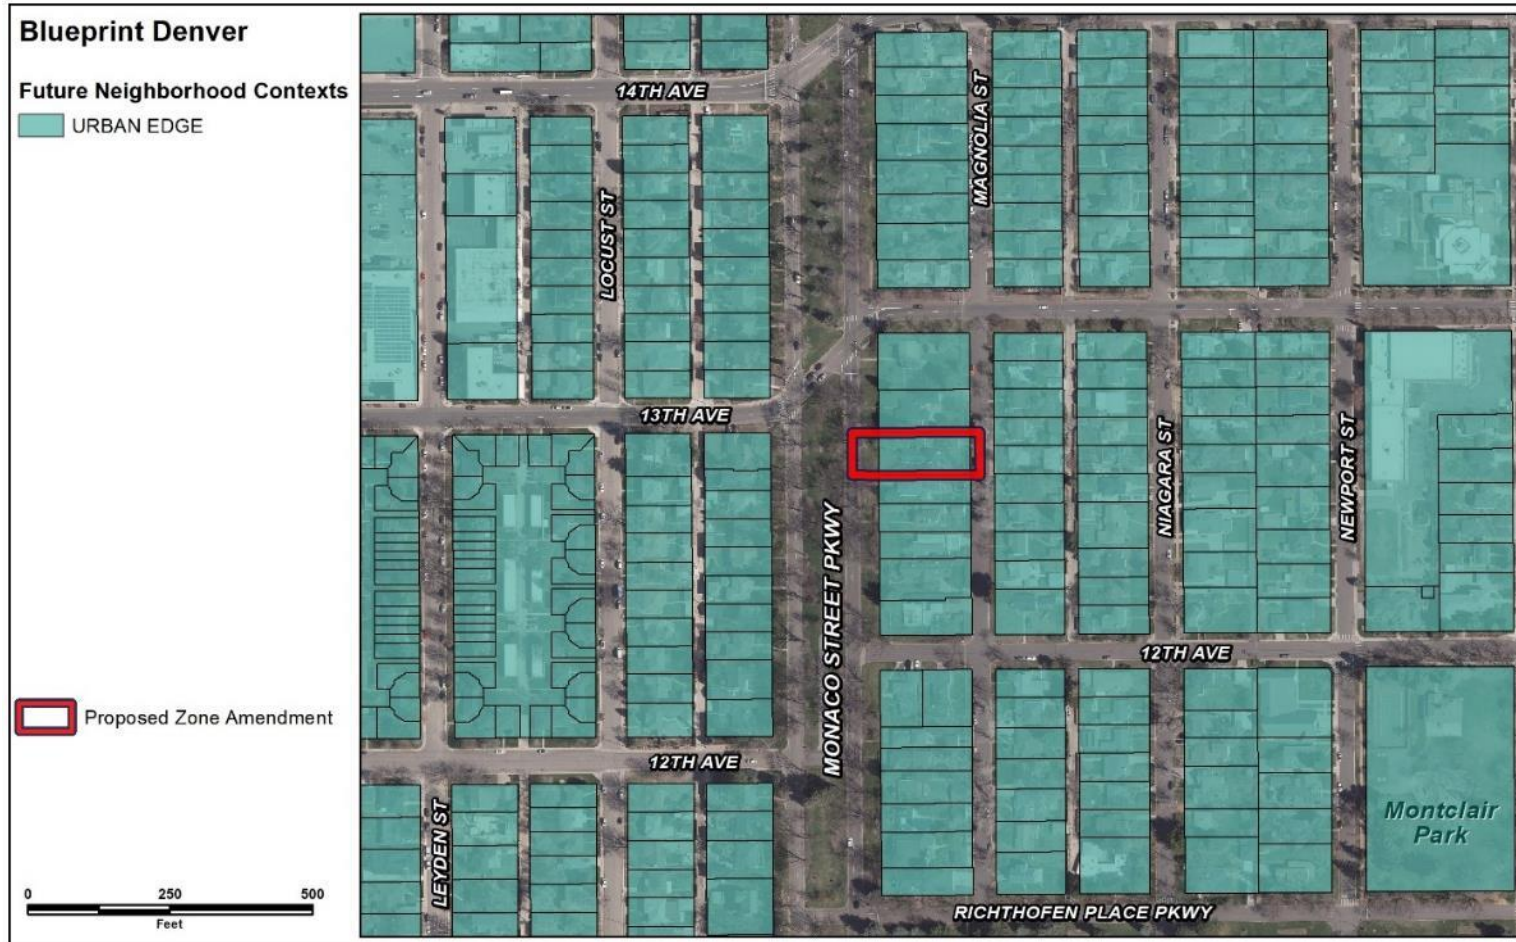 Blueprint Denver
Future Neighborhood Contexts
URBAN EDGE
Proposed Zone Amendment
0 250 500
Feet
14TH AVE
MAGNOLIA ST
LOCUST ST
13TH AVE
NIAGARA ST
NEWPORT ST
MONACO STREET PKWY
12TH AVE
12TH AVE
LEYDEN ST
Montclair
Park
RICHTHOFEN PLACE PKWY